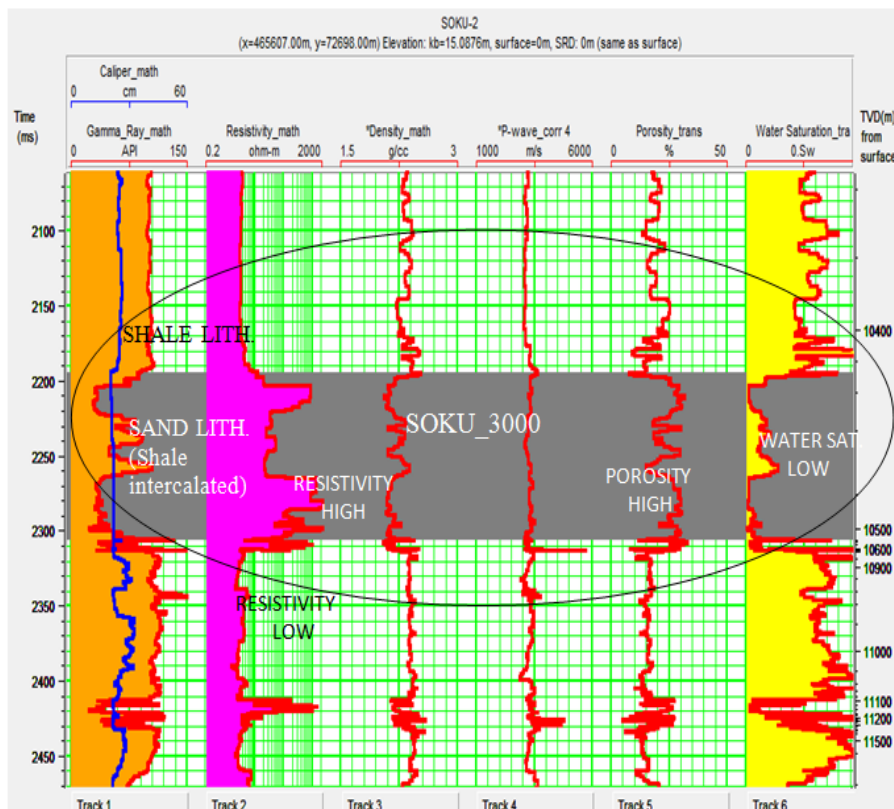 SOKU-2
(x=465607.00m, y=72698.00m) Elevation: kb=15.0876m, surface=0m, SRD: 0m (same as surface)
Caliper_math
0 cm 60
Time
(ms)
Gamma_Ray_math
0 API 150
Resistivity_math
0.2 ohm-m 2000
*Density_math
1.5 g/cc 3
*P-wave_corr 4
1000 m/s 6000
Porosity_trans
0 % 50
Water Saturation_tra
0 0.Sw
TVD(m)
from
surface
2100
2150
SHALE LITH.
10400
2200
SAND LITH.
(Shale
intercalated)
SOKU_3000
WATER SAT.
LOW
2250
RESISTIVITY
HIGH
POROSITY
HIGH
2300
10500
10600
10900
2350
RESISTIVITY
LOW
11000
2400
11100
11200
11500
2450
Track 1 Track 2 Track 3 Track 4 Track 5 Track 6